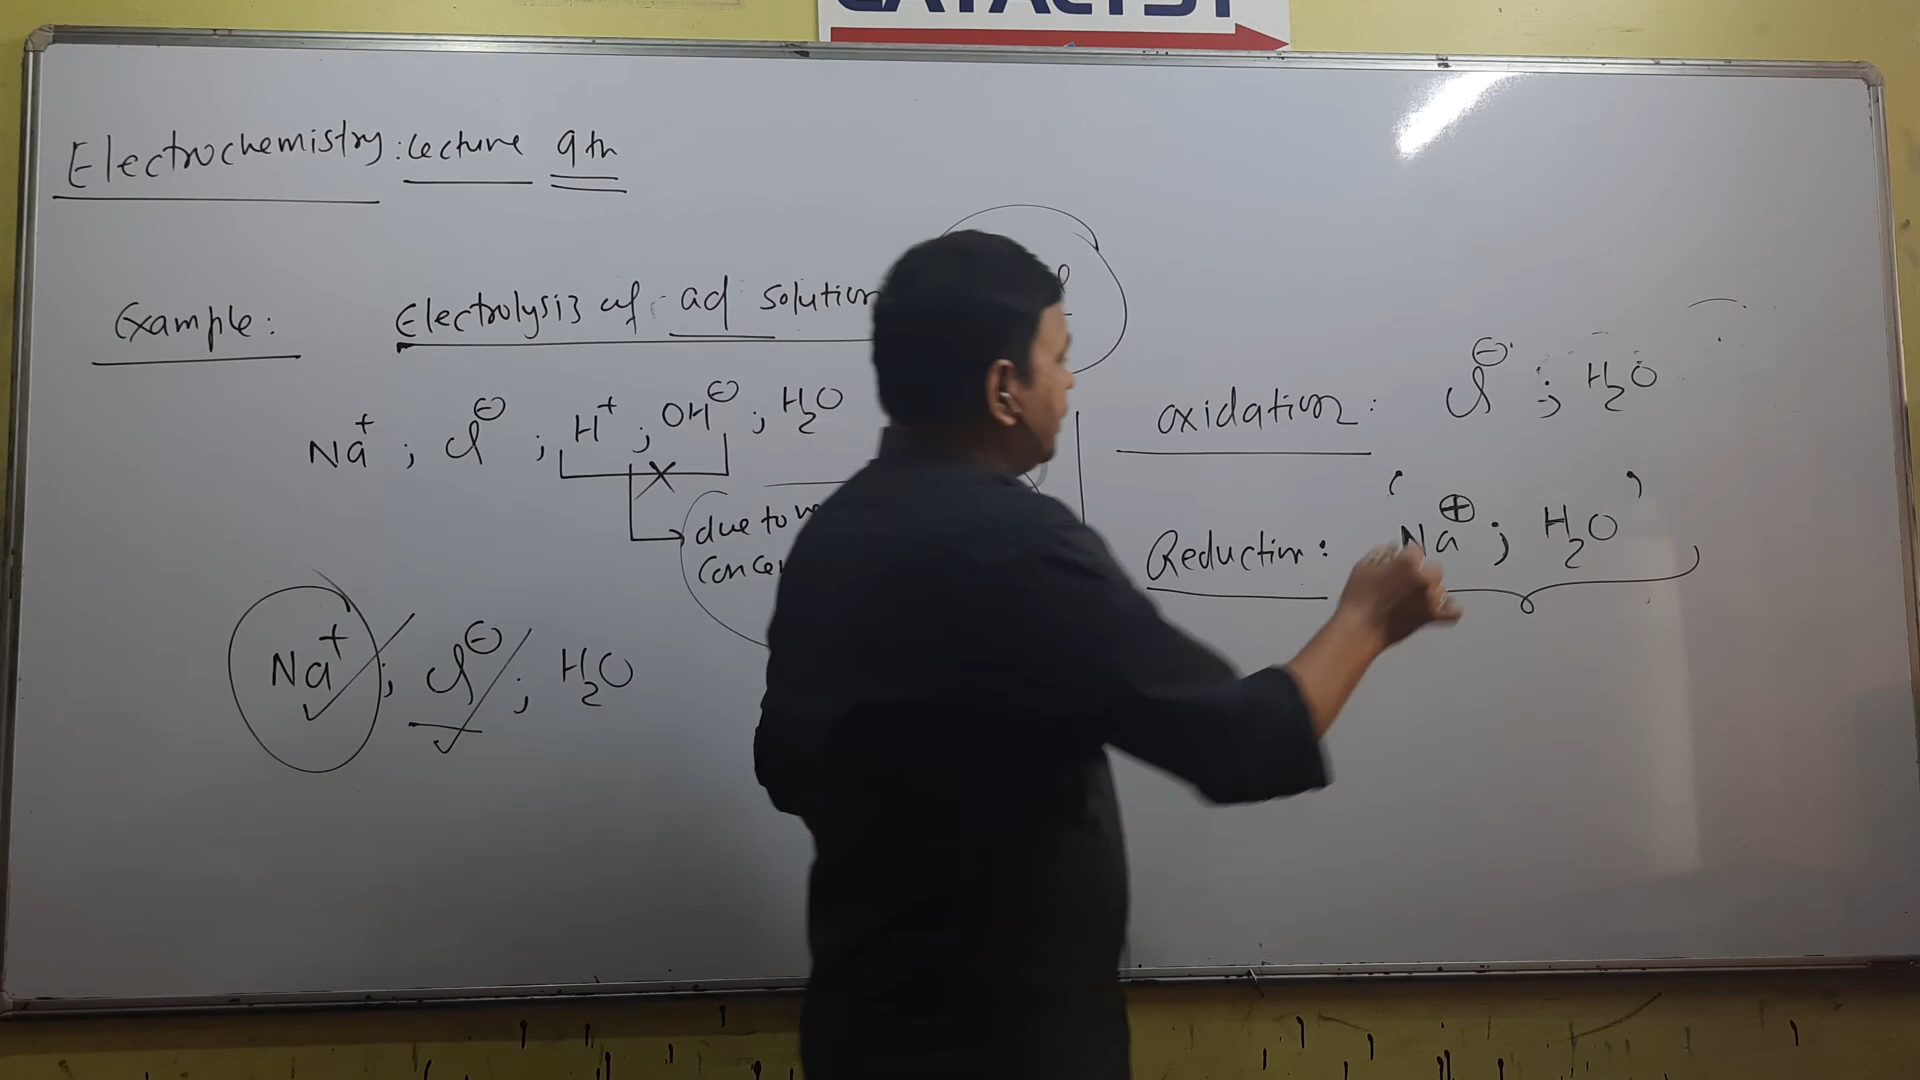 CATALYST
Electrochemistry: Lecture 9th
Example: Electrolysis of aq solution
Na⁺ ; Cl⊖ ; H⁺ ; OH⊖ ; H₂O
due to
Na⁺ ; Cl⊖ ; H₂O
oxidation: Cl⊖ ; H₂O
Reduction: Na⊕ ; H₂O